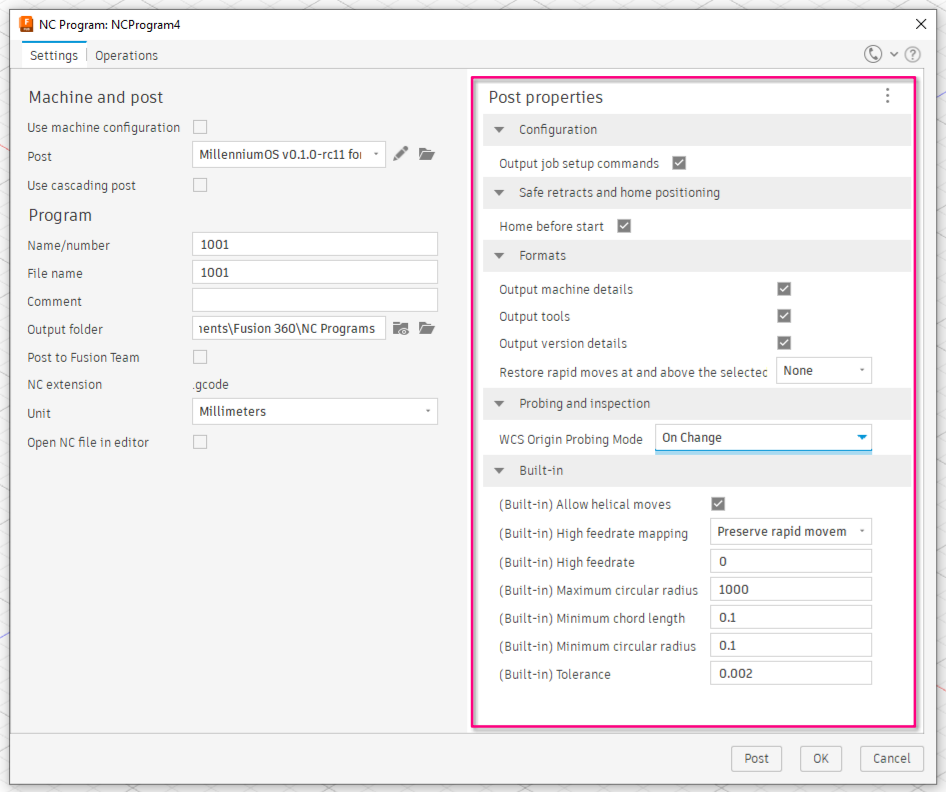 NC Program: NCProgram4
Settings
Operations
Machine and post
Use machine configuration
Post
MillenniumOS v0.1.0-rc11 for
Use cascading post
Program
Name/number
1001
File name
1001
Comment
Output folder
nents\Fusion 360\NC Programs
Post to Fusion Team
NC extension
.gcode
Unit
Millimeters
Open NC file in editor
Post properties
Configuration
Output job setup commands
Safe retracts and home positioning
Home before start
Formats
Output machine details
Output tools
Output version details
Restore rapid moves at and above the selected
None
Probing and inspection
WCS Origin Probing Mode
On Change
Built-in
(Built-in) Allow helical moves
(Built-in) High feedrate mapping
Preserve rapid movem
(Built-in) High feedrate
0
(Built-in) Maximum circular radius
1000
(Built-in) Minimum chord length
0.1
(Built-in) Minimum circular radius
0.1
(Built-in) Tolerance
0.002
Post
OK
Cancel